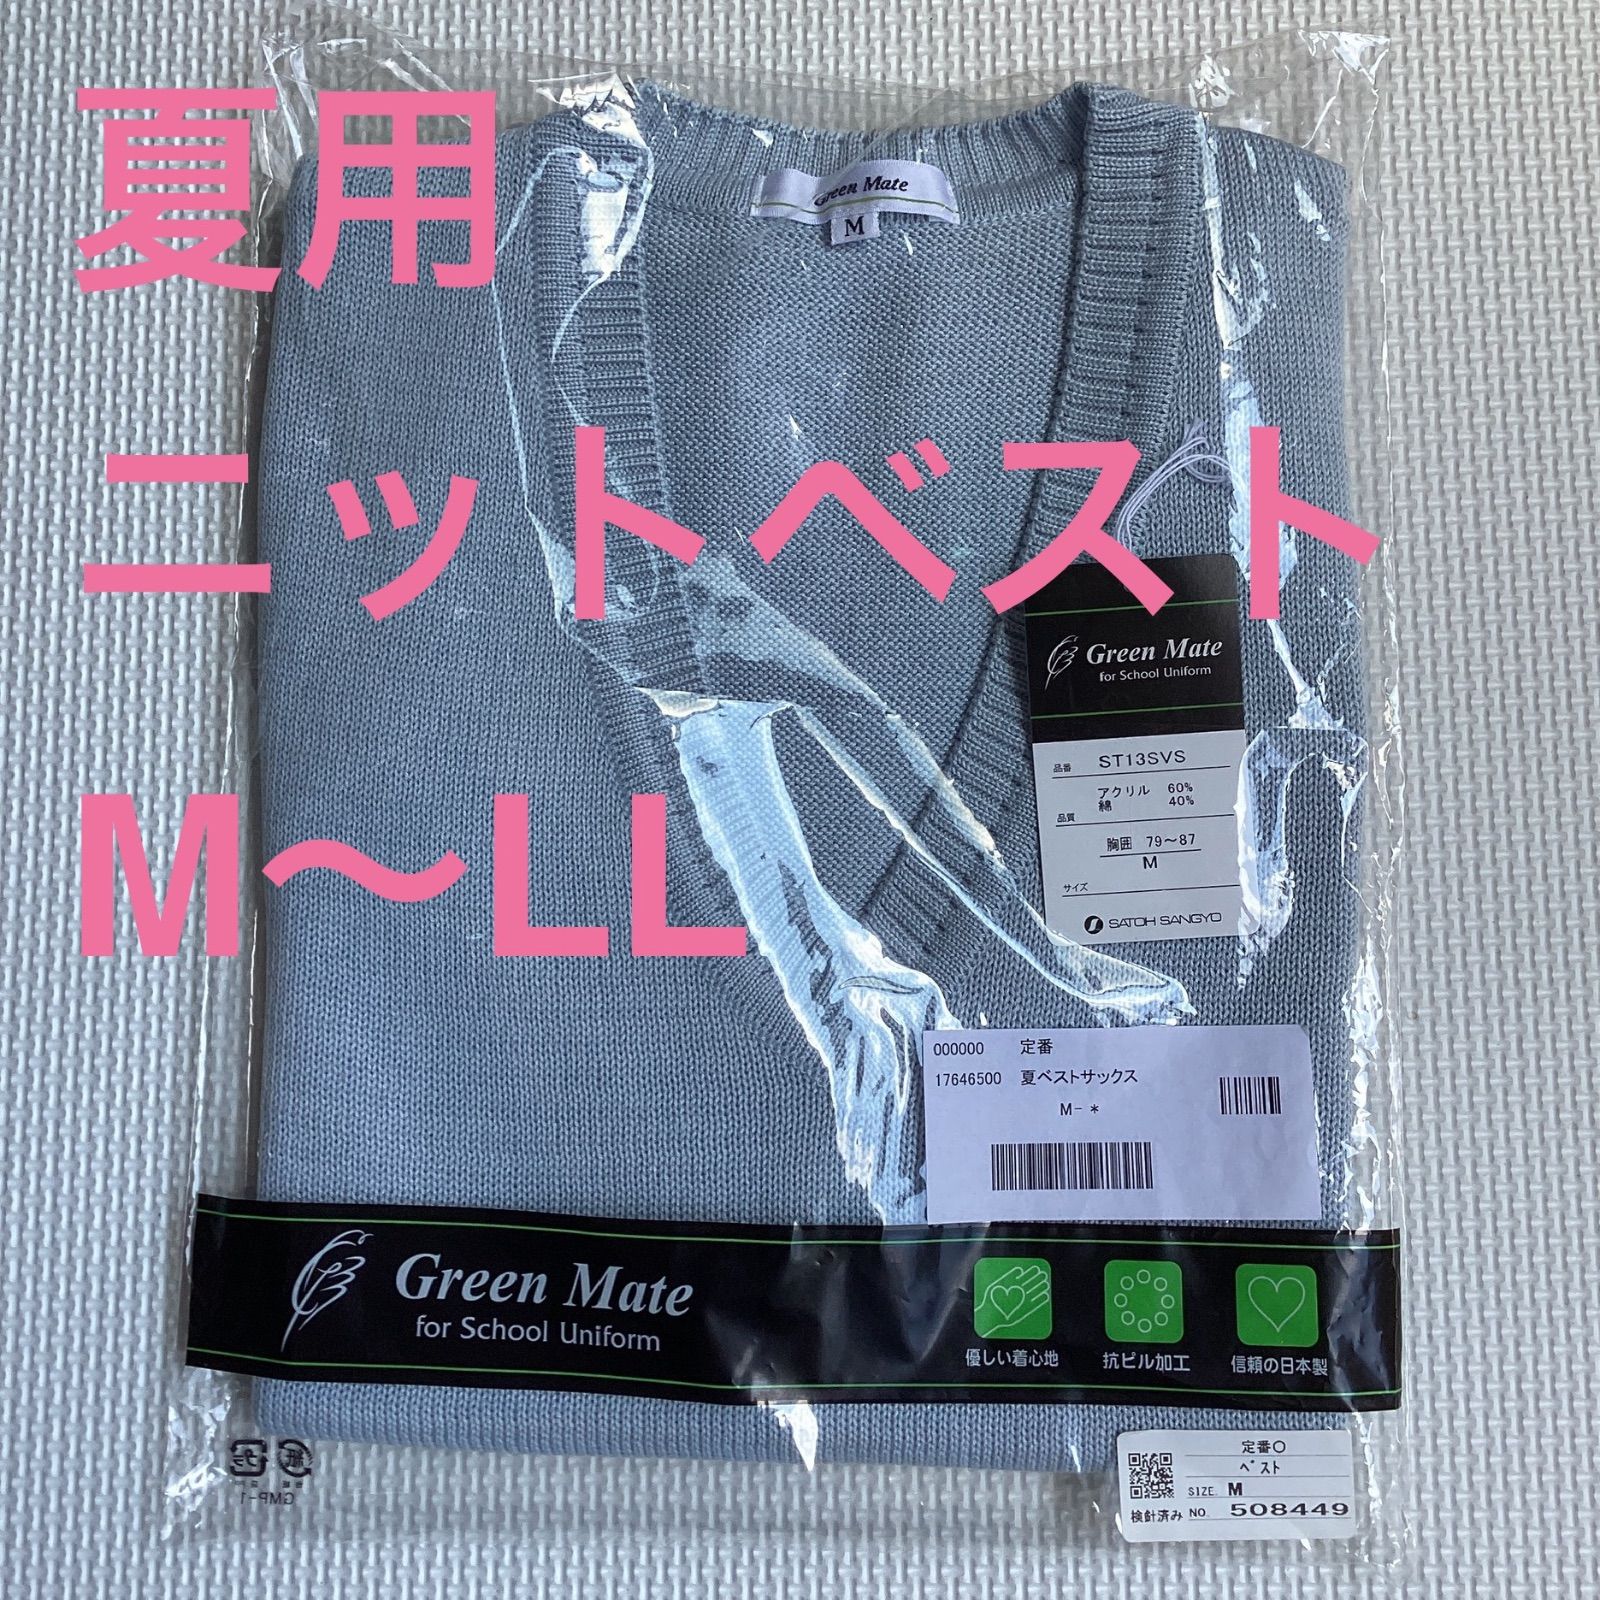 夏用
ニットベスト
M〜LL
Green Mate
M
Green Mate
for School Uniform
品番 ST13SVS
アクリル 60%
綿 40%
品質
胸囲 79〜87
M
サイズ
SATOH SANGYO
000000 定番
17646500 夏ベストサックス
M-*
Green Mate
for School Uniform
優しい着心地
抗ピル加工
信頼の日本製
定番〇
ベスト
SIZE. M
検針済み NO. 508449
GMP-1